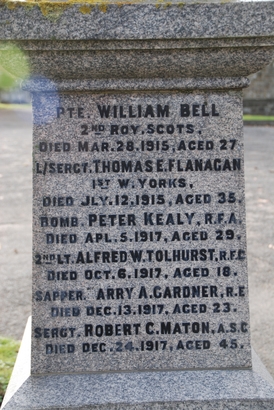 PTE. WILLIAM BELL
2ND ROY. SCOTS,
DIED MAR. 28. 1915, AGED 27
L/SERGT. THOMAS E. FLANAGAN
1ST W. YORKS,
DIED JLY. 12. 1915, AGED 35.
BOMB. PETER KEALY, R.F.A
DIED APL. 5. 1917, AGED 29.
2ND LT. ALFRED W. TOLHURST, R.F.C
DIED OCT. 6, 1917, AGED 18.
SAPPER. ARRY A. GARDNER, R.E
DIED DEC. 13. 1917, AGED 23.
SERGT. ROBERT C. MATON, A.S.C
DIED DEC. 24. 1917, AGED 45.